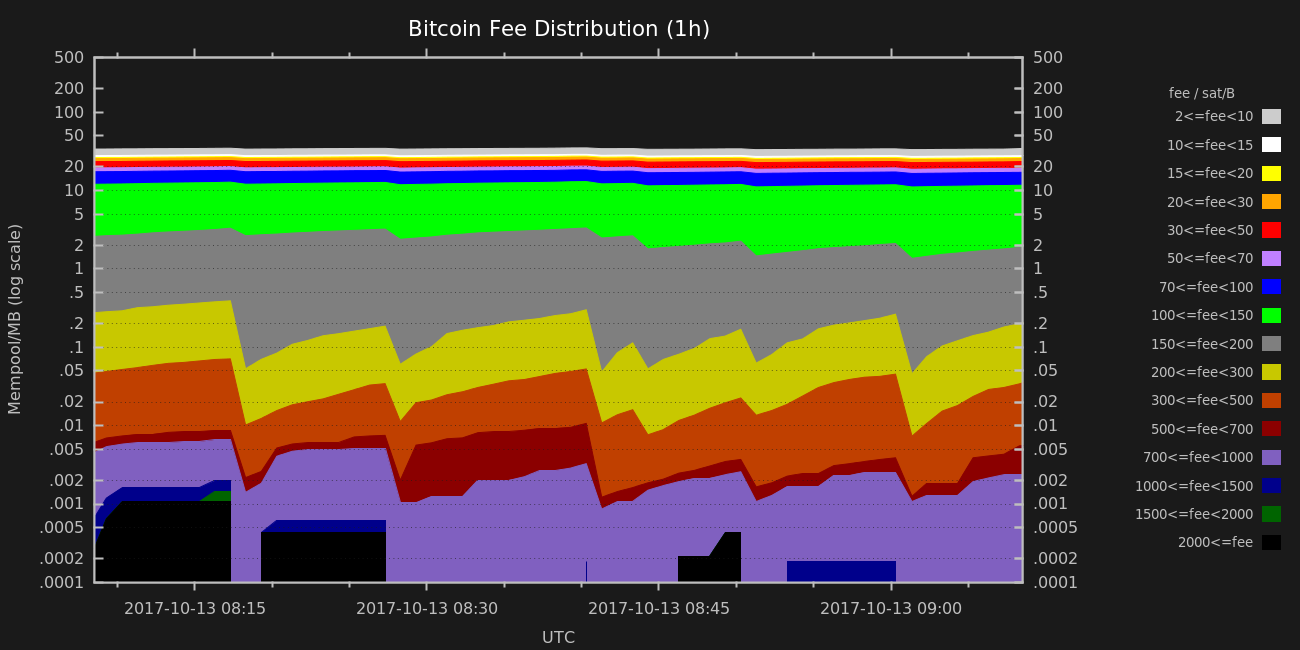 Bitcoin Fee Distribution (1h)
500
200
100
50
20
10
5
2
1
.5
.2
.1
.05
.02
.01
.005
.002
.001
.0005
.0002
.0001
Mempool/MB (log scale)
500
200
100
50
20
10
5
2
1
.5
.2
.1
.05
.02
.01
.005
.002
.001
.0005
.0002
.0001
2017-10-13 08:15
2017-10-13 08:30
2017-10-13 08:45
2017-10-13 09:00
UTC
fee / sat/B
2<=fee<10
10<=fee<15
15<=fee<20
20<=fee<30
30<=fee<50
50<=fee<70
70<=fee<100
100<=fee<150
150<=fee<200
200<=fee<300
300<=fee<500
500<=fee<700
700<=fee<1000
1000<=fee<1500
1500<=fee<2000
2000<=fee